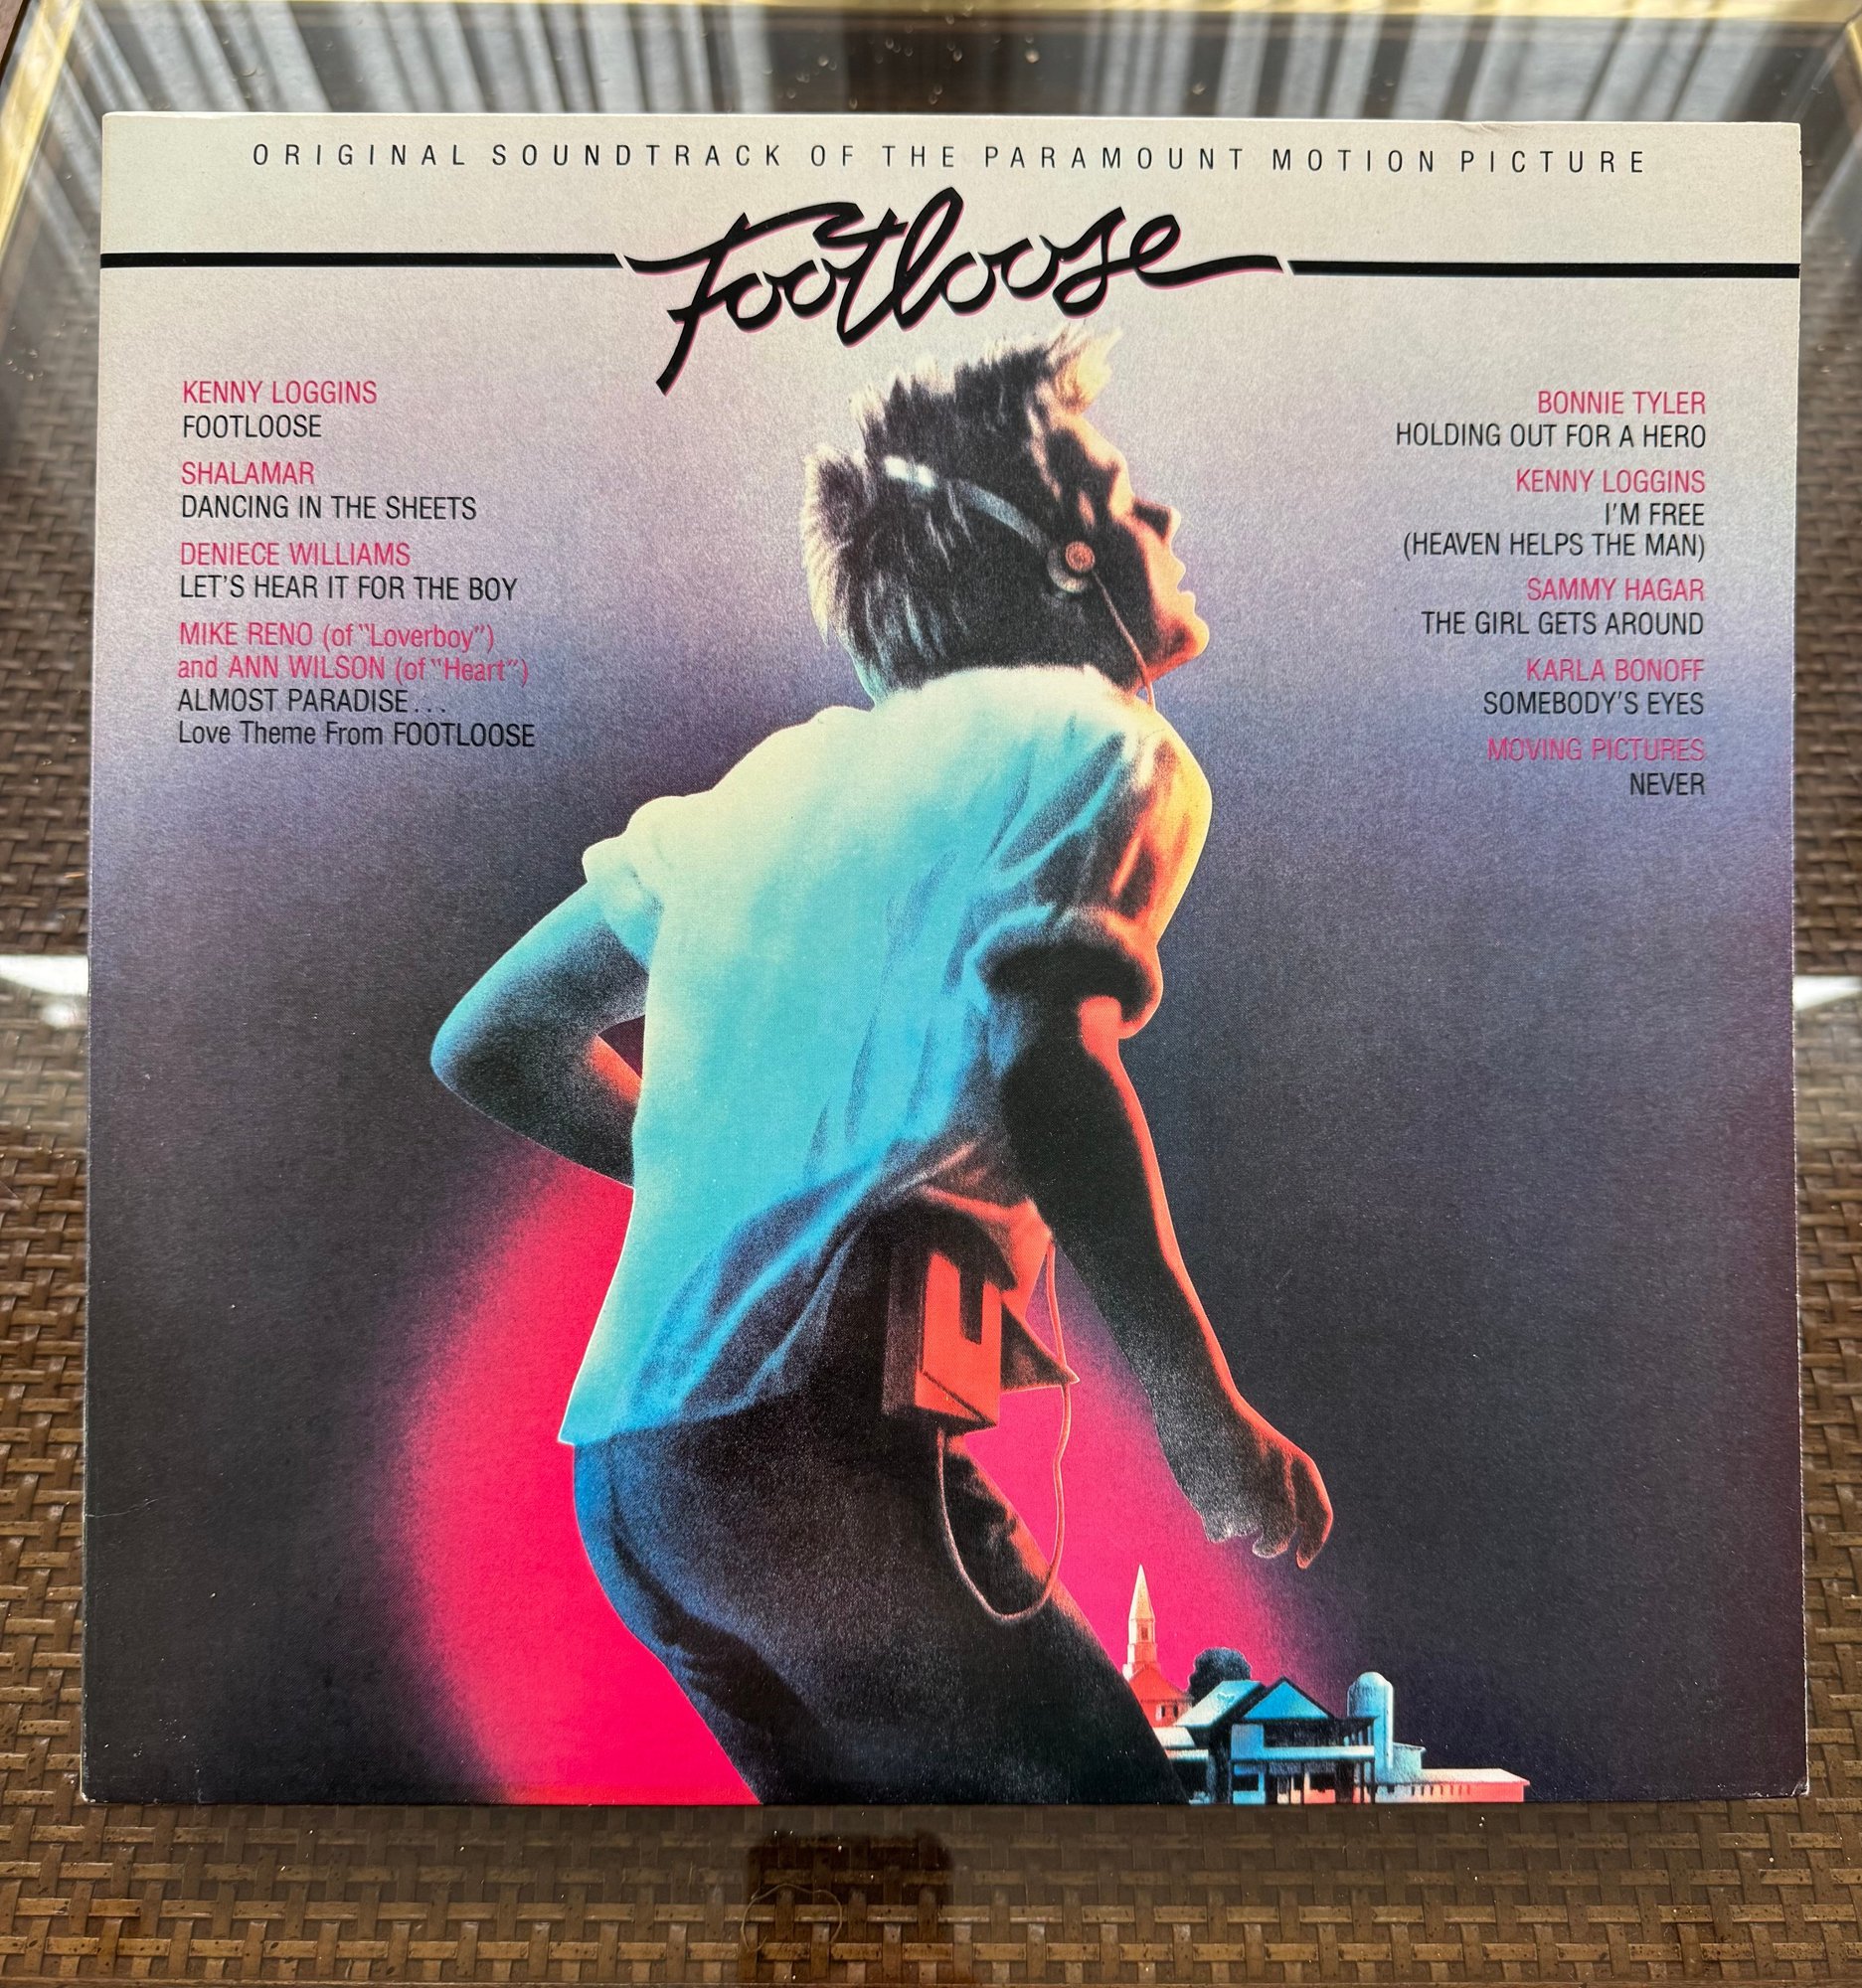 ORIGINAL SOUNDTRACK OF THE PARAMOUNT MOTION PICTURE
Footloose
KENNY LOGGINS
FOOTLOOSE
SHALAMAR
DANCING IN THE SHEETS
DENIECE WILLIAMS
LET'S HEAR IT FOR THE BOY
MIKE RENO (of "Loverboy")
and ANN WILSON (of "Heart")
ALMOST PARADISE...
Love Theme From FOOTLOOSE
BONNIE TYLER
HOLDING OUT FOR A HERO
KENNY LOGGINS
I'M FREE
(HEAVEN HELPS THE MAN)
SAMMY HAGAR
THE GIRL GETS AROUND
KARLA BONOFF
SOMEBODY'S EYES
MOVING PICTURES
NEVER